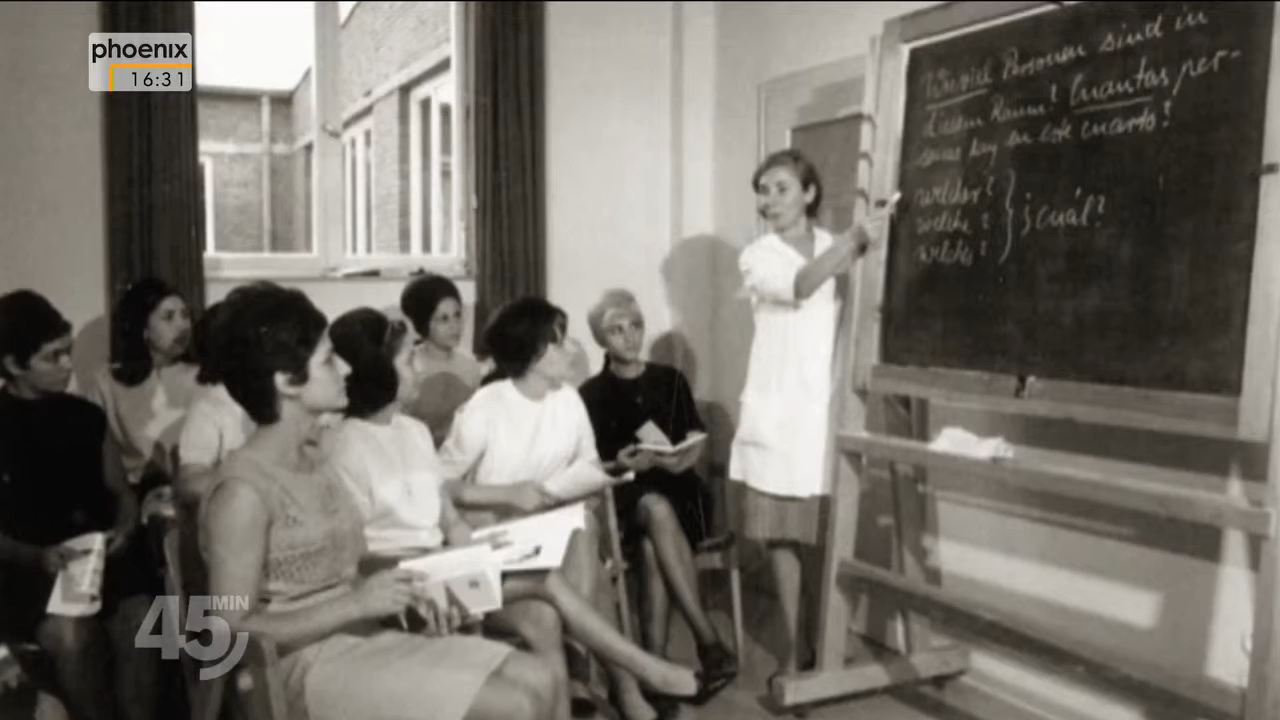 phoenix
16:31
Wieviel Personen sind in
diesem Raum? Cuantas per-
sonas hay en este cuarto?
welcher?
welche? } ¿cuál?
welches?
45 MIN